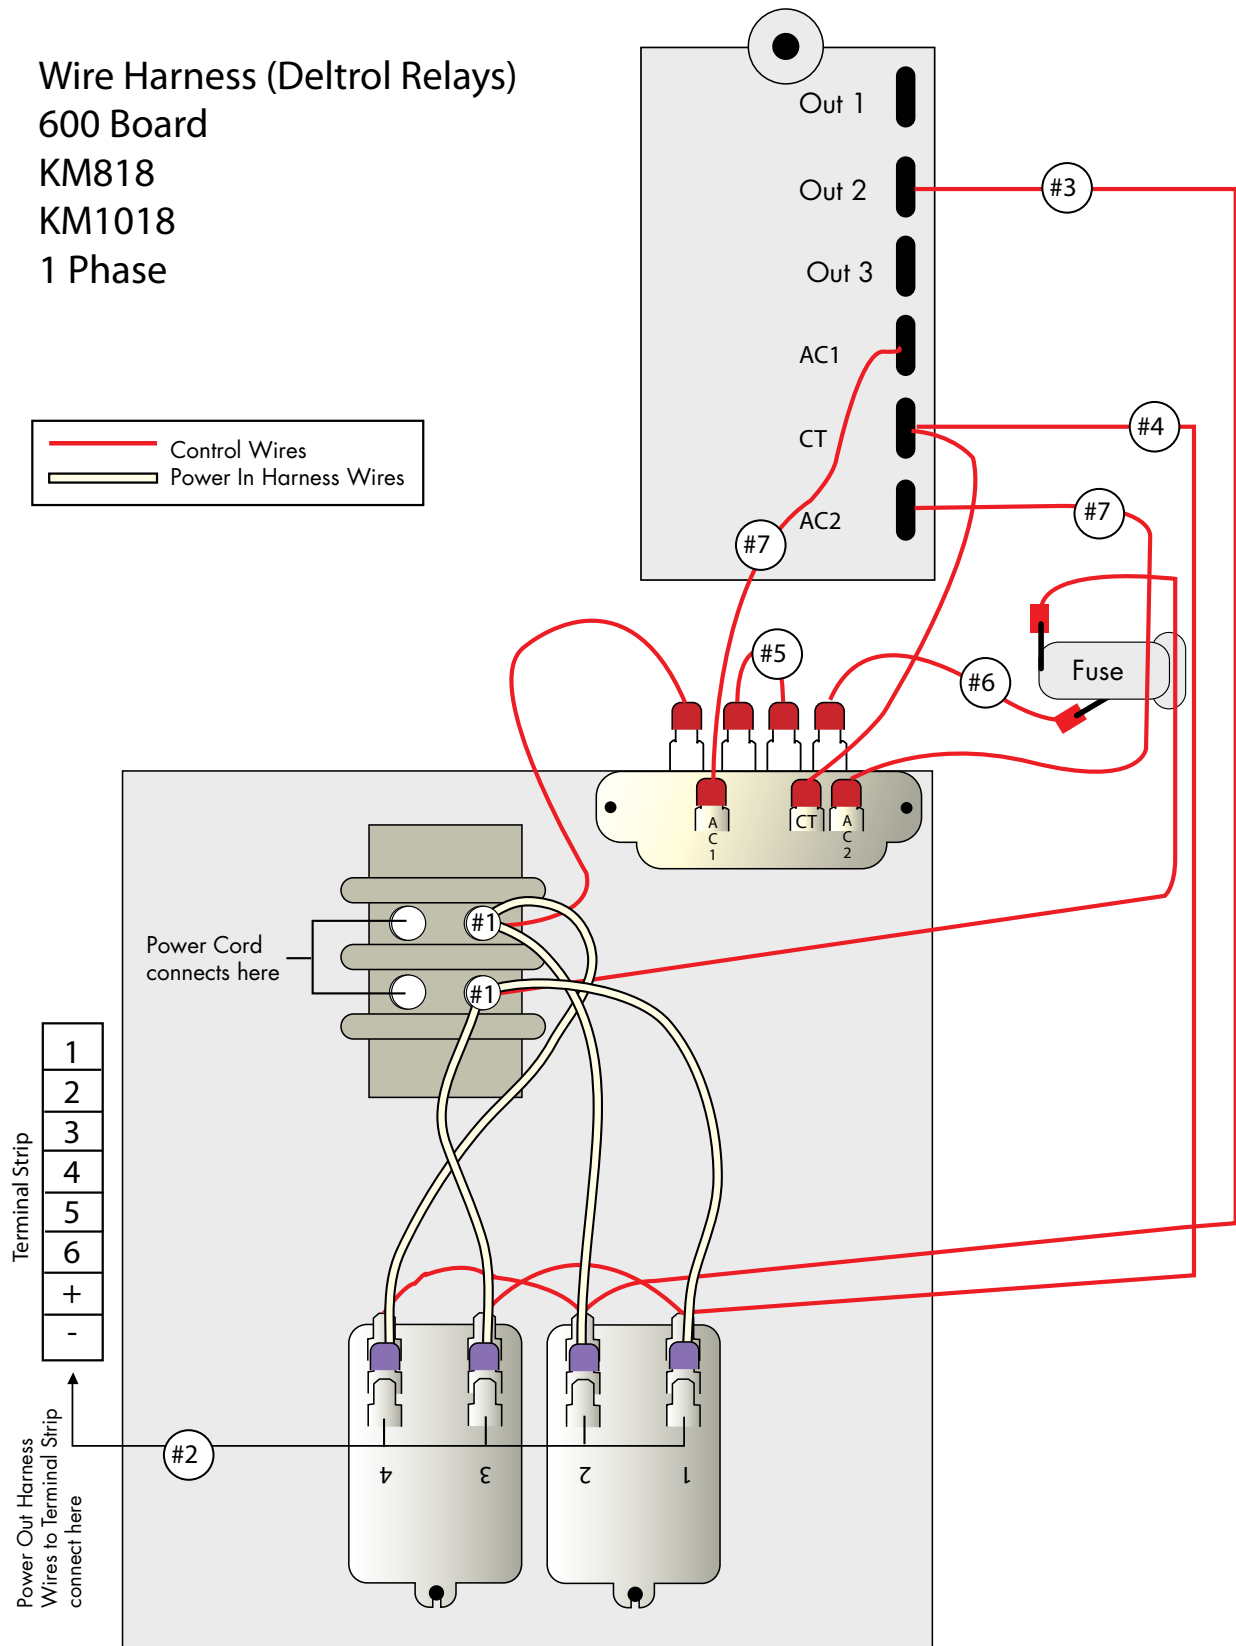 Wire Harness (Deltrol Relays)
600 Board
KM818
KM1018
1 Phase
Control Wires
Power In Harness Wires
Out 1
Out 2
Out 3
AC1
CT
AC2
#3
#4
#7
#7
#5
#6
Fuse
AC1
CT
AC2
#1
#1
Power Cord
connects here
Terminal Strip
1
2
3
4
5
6
+
-
#2
4
3
2
1
Power Out Harness
Wires to Terminal Strip
connect here